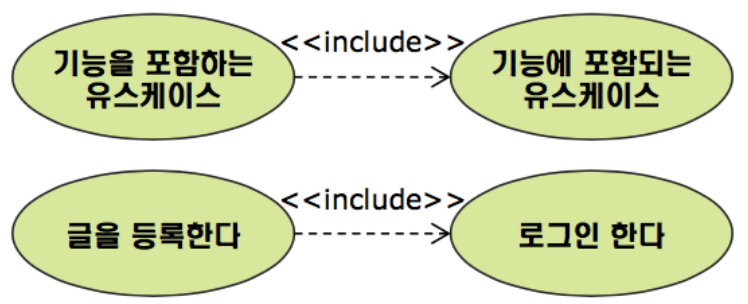 <<include>>
기능을 포함하는
유스케이스
기능에 포함되는
유스케이스
<<include>>
글을 등록한다
로그인 한다